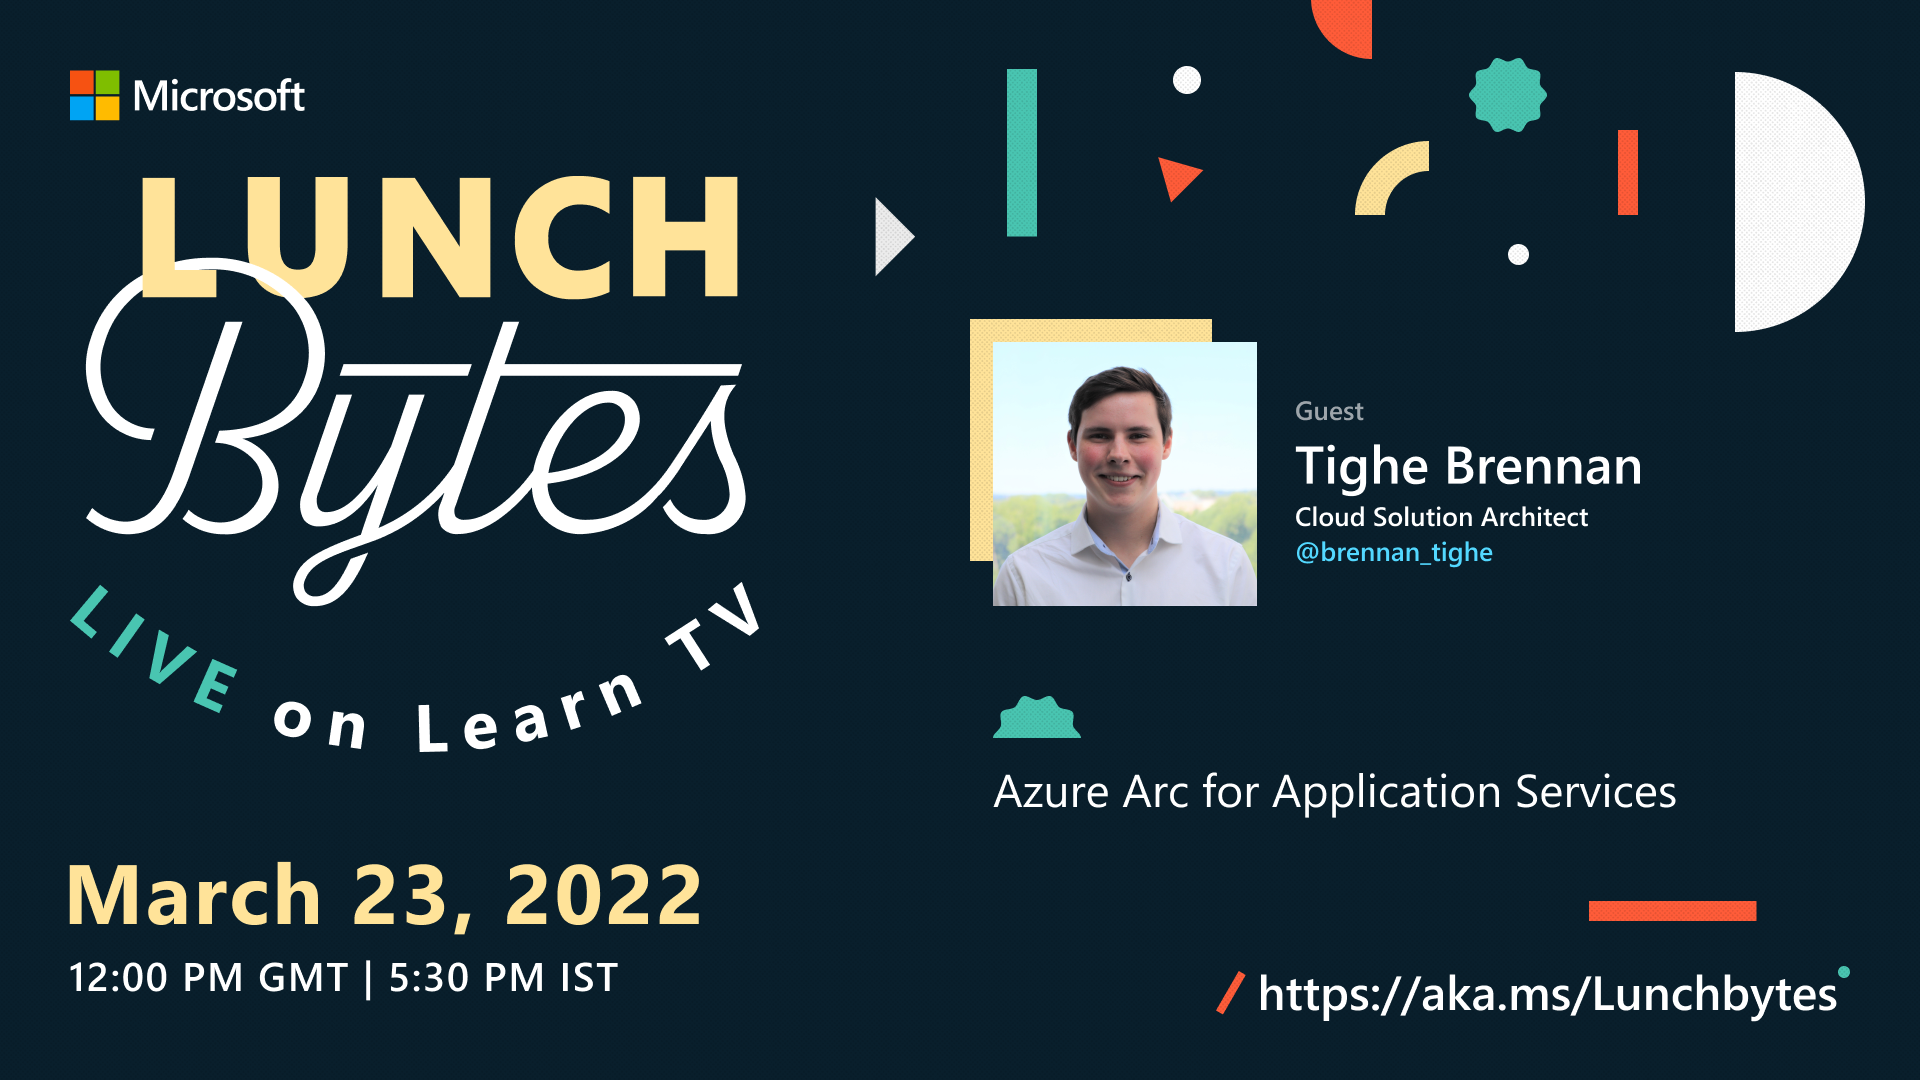 Microsoft
LUNCH
Bytes
LIVE on Learn TV
March 23, 2022
12:00 PM GMT | 5:30 PM IST
Guest
Tighe Brennan
Cloud Solution Architect
@brennan_tighe
Azure Arc for Application Services
https://aka.ms/Lunchbytes